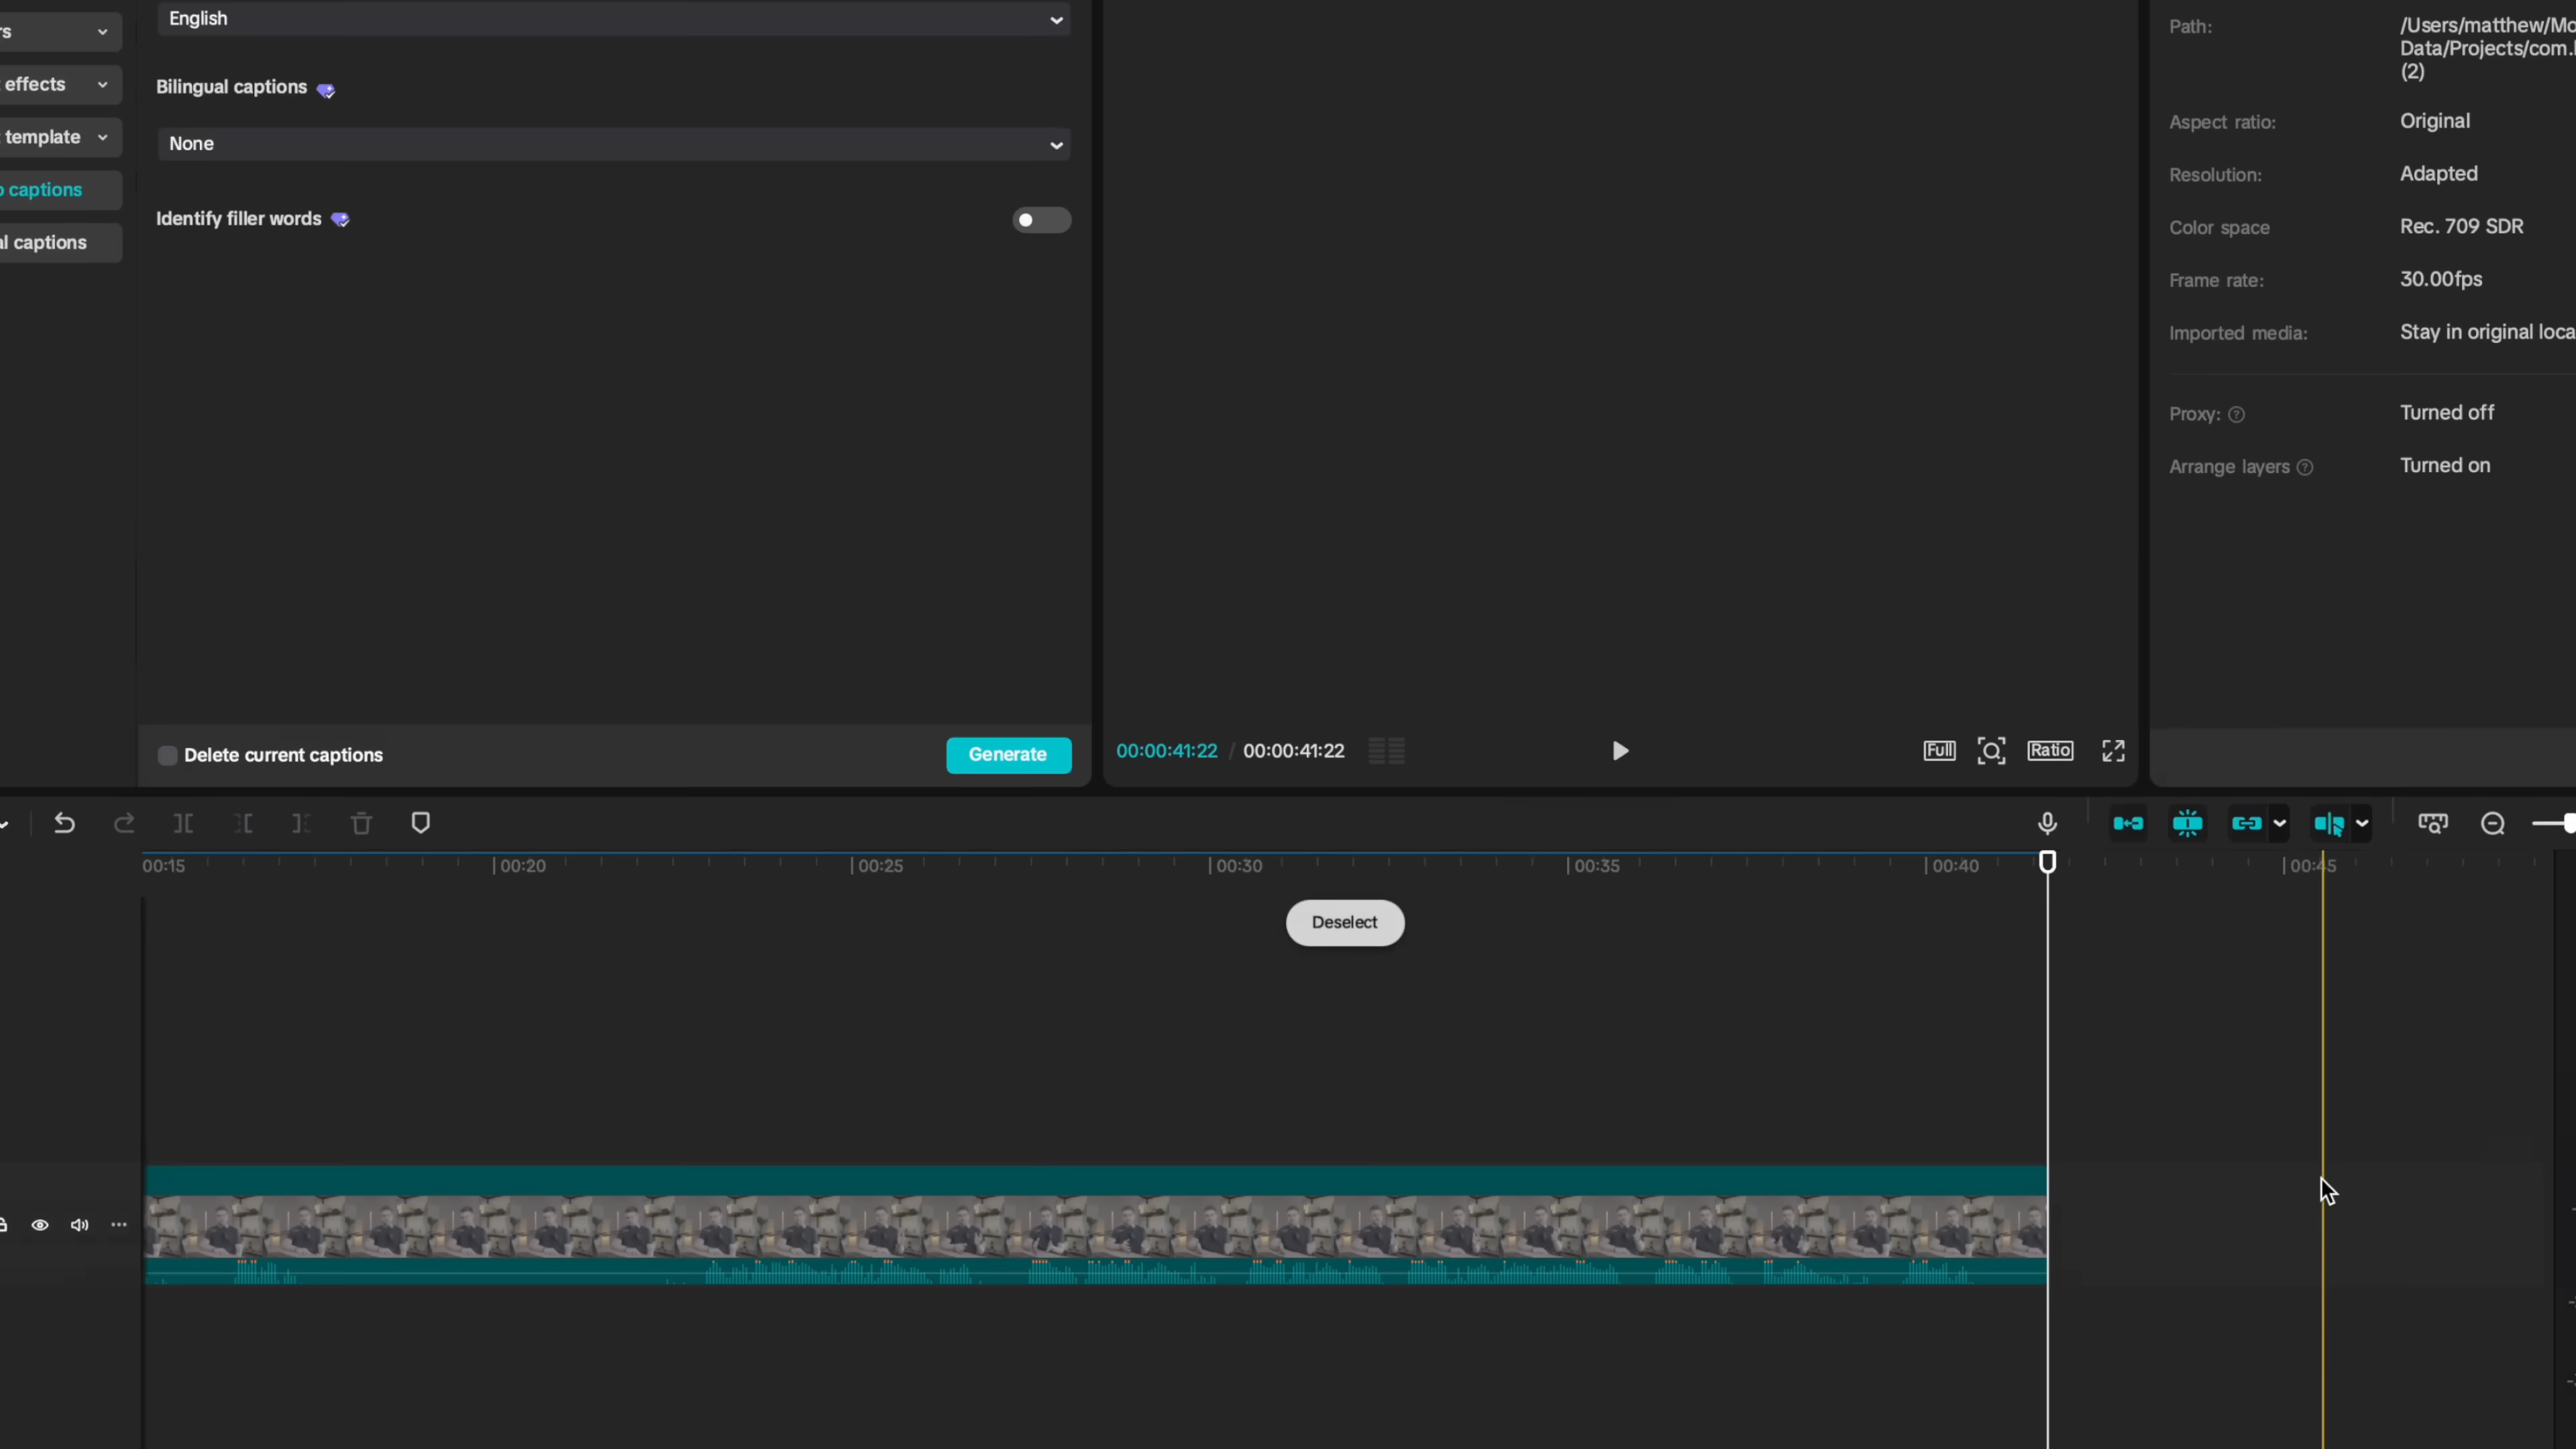 English
Bilingual captions
None
effects
template
captions
captions
Identify filler words
Delete current captions
Generate
00:00:41:22 / 00:00:41:22
Full
Ratio
Path:
/Users/matthew/Mo
Data/Projects/com.
(2)
Aspect ratio:
Original
Resolution:
Adapted
Color space
Rec. 709 SDR
Frame rate:
30.00fps
Imported media:
Stay in original loca
Proxy:
Turned off
Arrange layers
Turned on
00:15
00:20
00:25
00:30
00:35
00:40
00:45
Deselect